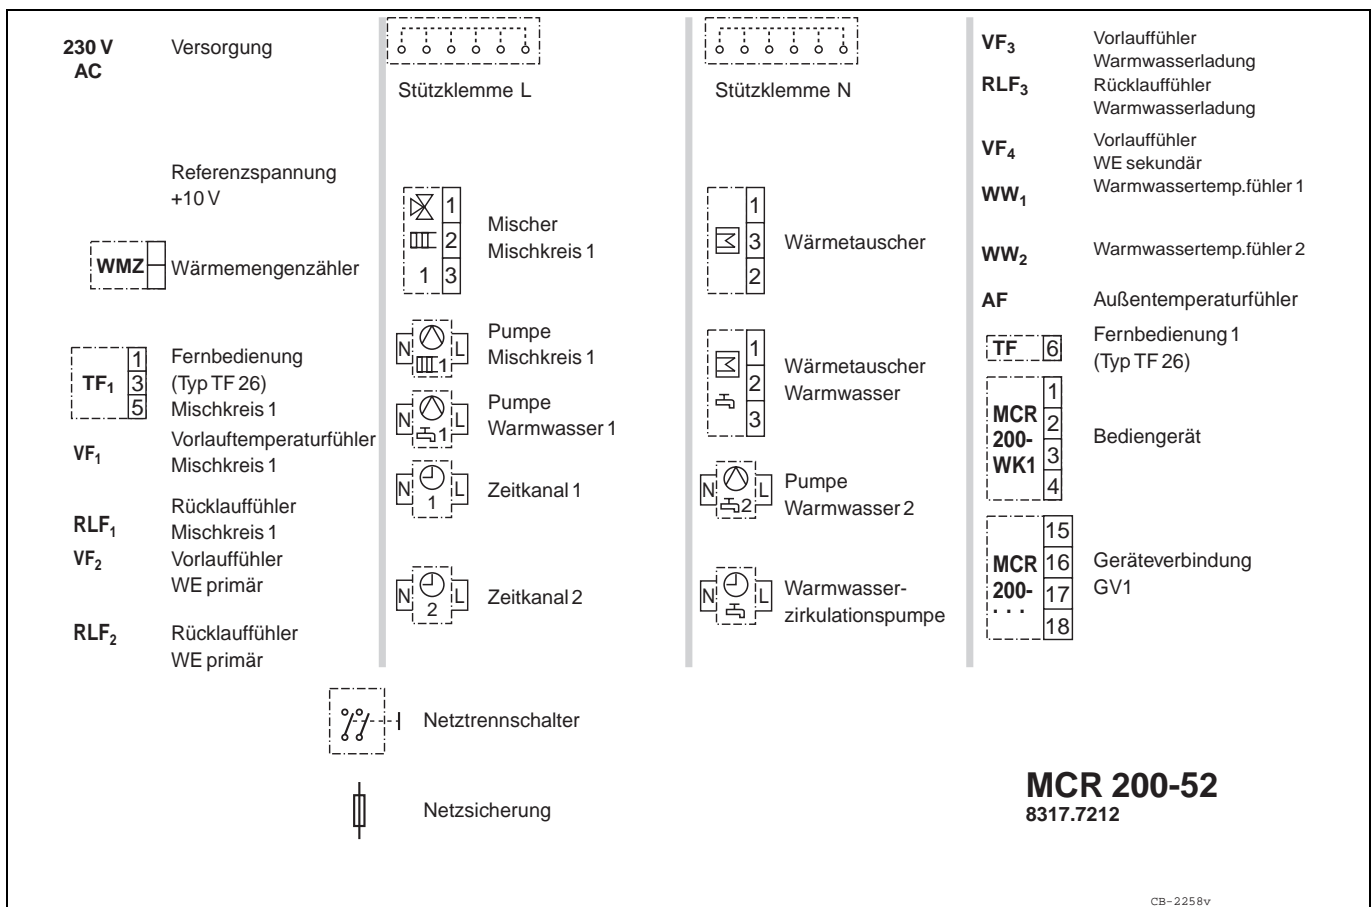 230 V
AC
Versorgung
Referenzspannung
+10 V
WMZ
Wärmemengenzähler
TF1
1
3
5
Fernbedienung
(Typ TF 26)
Mischkreis 1
VF1
Vorlauftemperaturfühler
Mischkreis 1
RLF1
Rücklauffühler
Mischkreis 1
VF2
Vorlauffühler
WE primär
RLF2
Rücklauffühler
WE primär
Stützklemme L
1
2
1 3
Mischer
Mischkreis 1
N L
1
Pumpe
Mischkreis 1
N L
1
Pumpe
Warmwasser 1
N L
1
Zeitkanal 1
N L
2
Zeitkanal 2
Stützklemme N
1
3
2
Wärmetauscher
1
2
3
Wärmetauscher
Warmwasser
N L
2
Pumpe
Warmwasser 2
N L
Warmwasser-
zirkulationspumpe
VF3
Vorlauffühler
Warmwasserladung
RLF3
Rücklauffühler
Warmwasserladung
VF4
Vorlauffühler
WE sekundär
WW1
Warmwassertemp.fühler 1
WW2
Warmwassertemp.fühler 2
AF
Außentemperaturfühler
TF 6
Fernbedienung 1
(Typ TF 26)
MCR
200-
WK1
1
2
3
4
Bediengerät
MCR
200-
...
15
16
17
18
Geräteverbindung
GV1
Netztrennschalter
Netzsicherung
MCR 200-52
8317.7212
CB-2258v